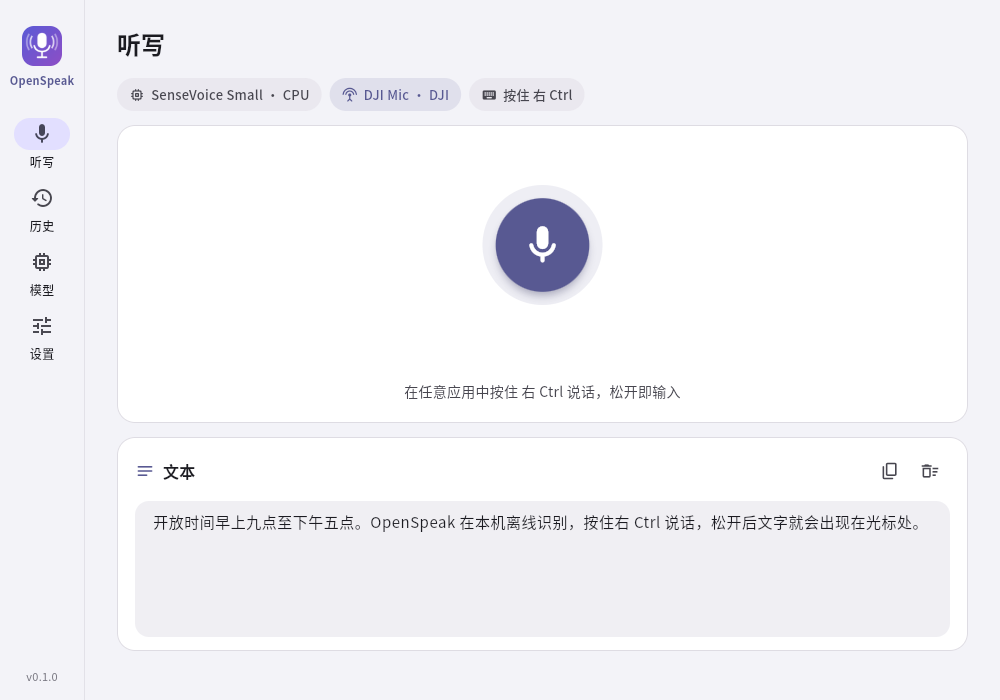 OpenSpeak
听写
历史
模型
设置
v0.1.0
听写
SenseVoice Small • CPU
DJI Mic • DJI
按住 右 Ctrl
在任意应用中按住 右 Ctrl 说话，松开即输入
文本
开放时间早上九点至下午五点。OpenSpeak 在本机离线识别，按住右 Ctrl 说话，松开后文字就会出现在光标处。